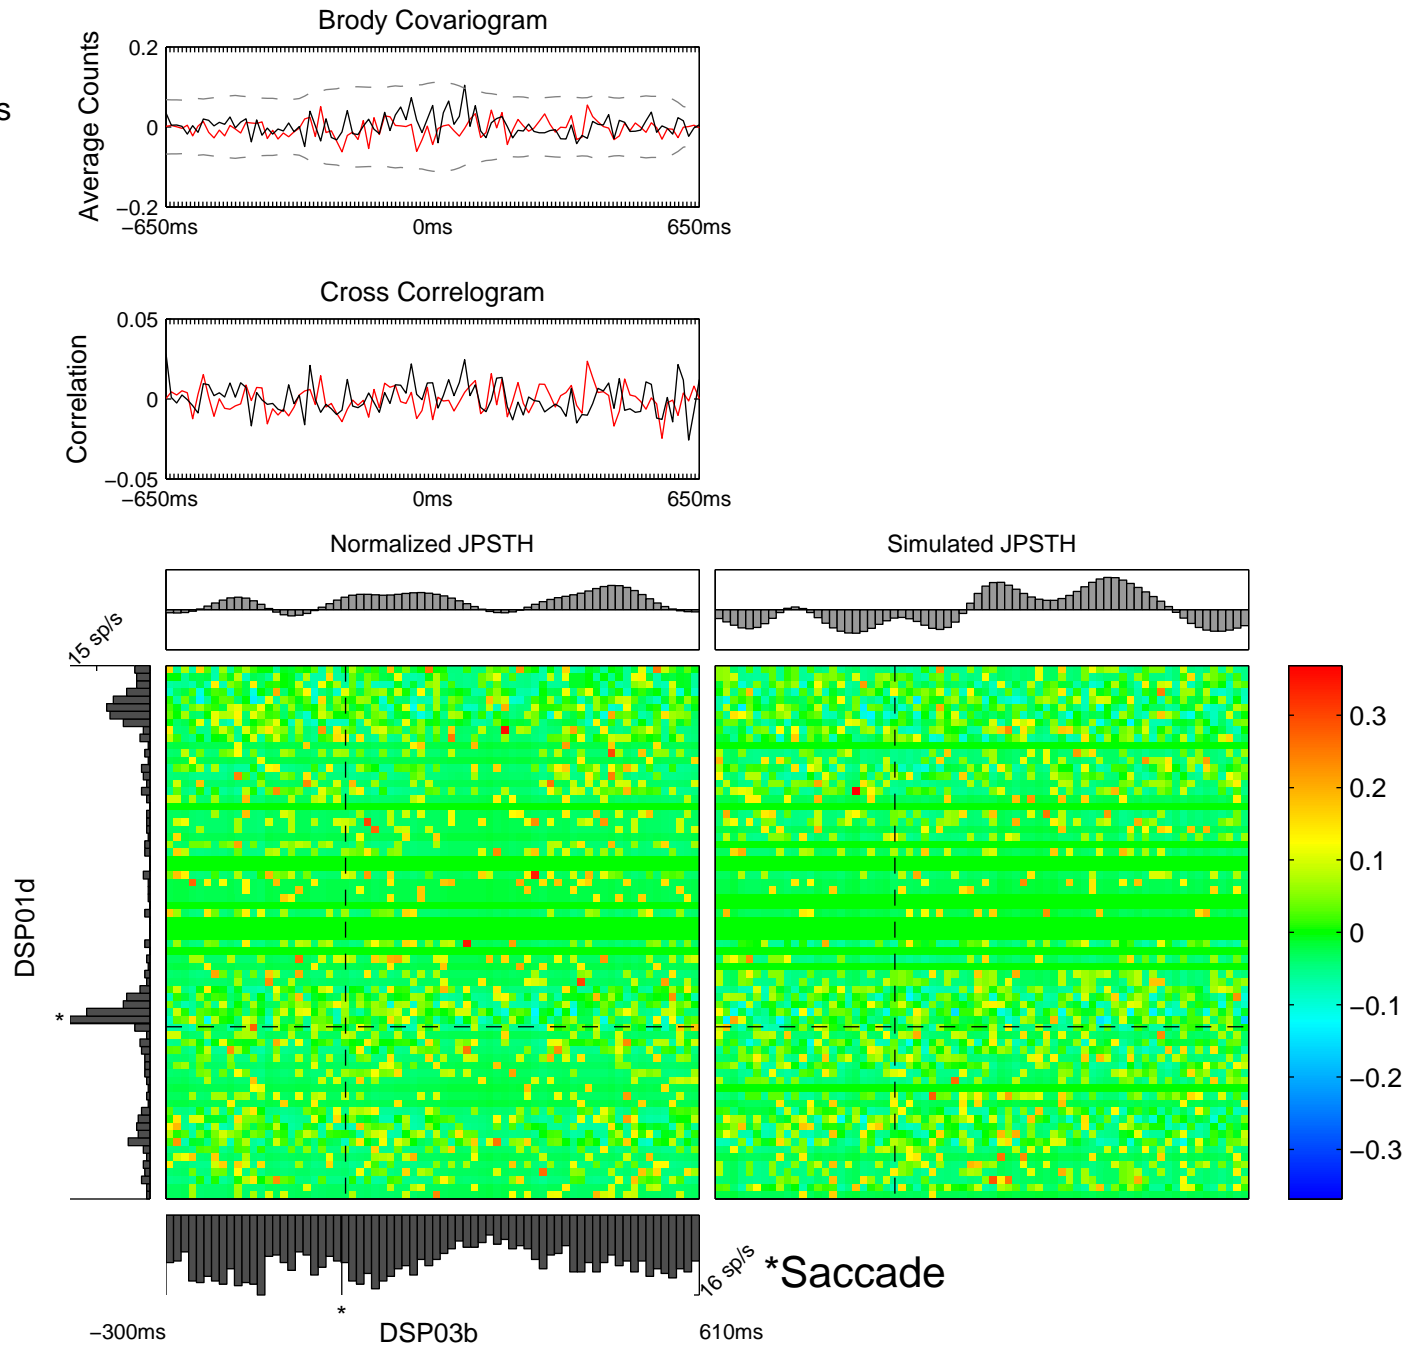 Brody Covariogram
s
Average Counts
0.2
0
−0.2
−650ms 0ms 650ms
Cross Correlogram
Correlation
0.05
0
−0.05
−650ms 0ms 650ms
Normalized JPSTH Simulated JPSTH
15 sp/s
DSP01d
*
0.3
0.2
0.1
0
−0.1
−0.2
−0.3
16 sp/s
*Saccade
*
−300ms DSP03b 610ms